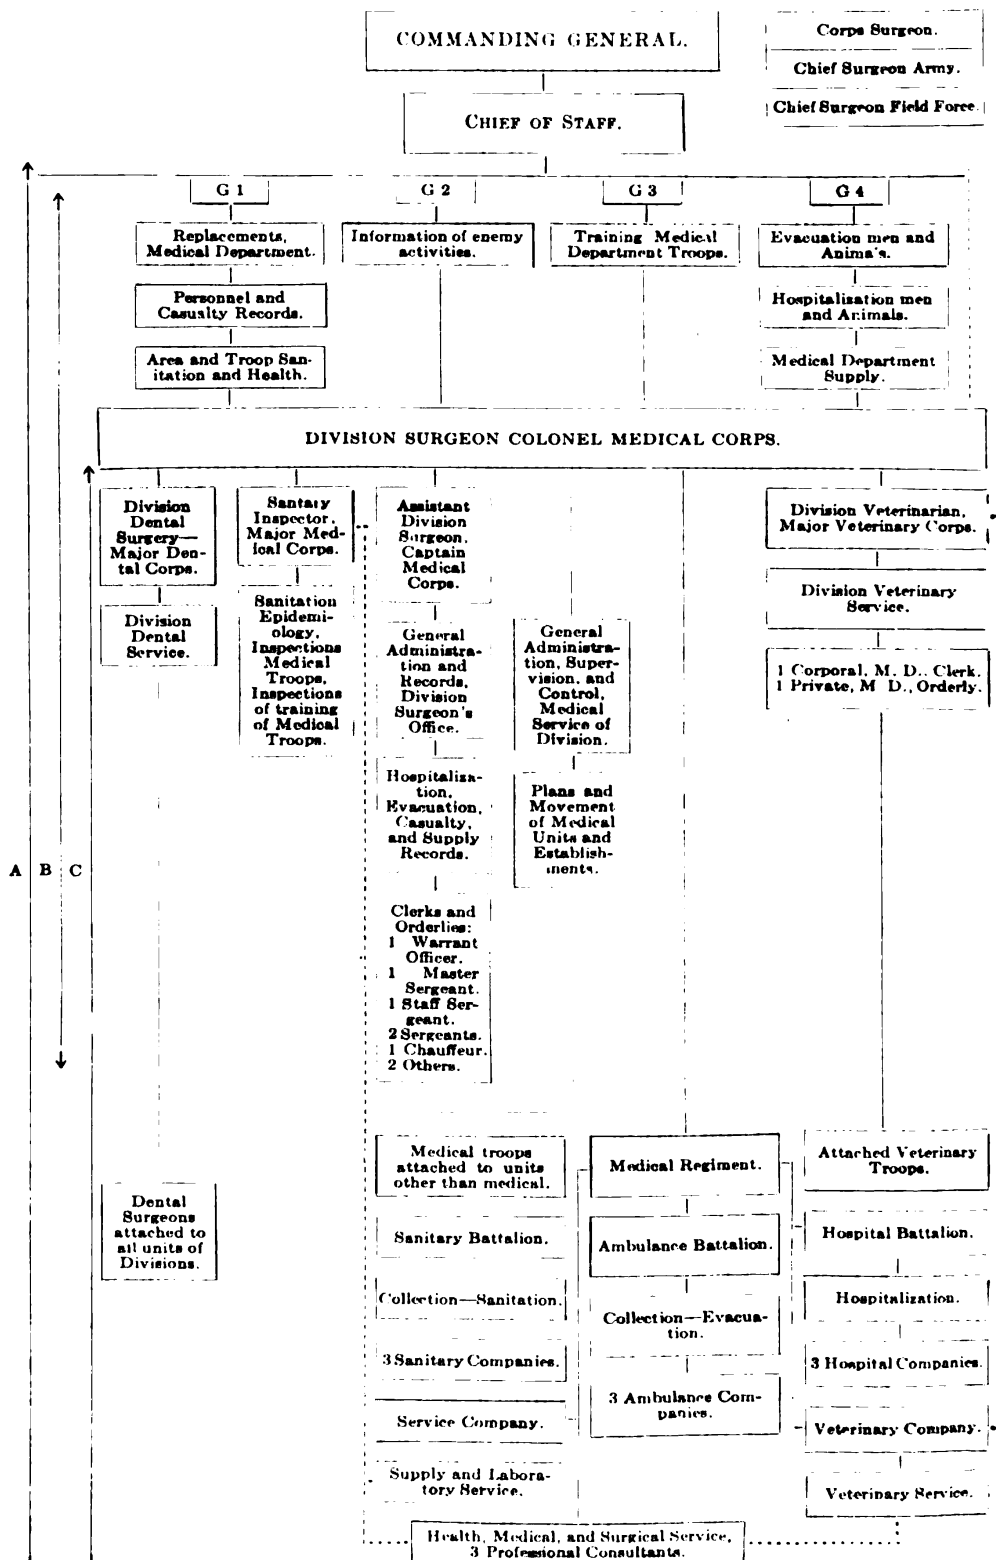 COMMANDING GENERAL.
Corps Surgeon.
Chief Surgeon Army.
Chief Surgeon Field Force.
CHIEF OF STAFF.
G 1
G 2
G 3
G 4
Replacements,
Medical Department.
Information of enemy
activities.
Training Medical
Department Troops.
Evacuation men and
Anima's.
Personnel and
Casualty Records.
Hospitalisation men
and Animals.
Area and Troop San-
itation and Health.
Medical Department
Supply.
DIVISION SURGEON COLONEL MEDICAL CORPS.
Division
Dental
Surgery—
Major Den-
tal Corps.
Division
Dental
Service.
Santary
Inspector,
Major Med-
ical Corps.
Sanitation
Epidemi-
ology,
Inspections
Medical
Troops,
Inspections
of training
of Medical
Troops.
Assistant
Division
Surgeon,
Captain
Medical
Corps.
General
Administra-
tion and
Records,
Division
Surgeon's
Office.
Hospitaliza-
tion,
Evacuation,
Casualty,
and Supply
Records.
Clerks and
Orderlies:
1 Warrant
Officer.
1 Master
Sergeant.
1 Staff Ser-
geant.
2 Sergeants.
1 Chauffeur.
2 Others.
General
Administra-
tion, Super-
vision, and
Control,
Medical
Service of
Division.
Plans and
Movement
of Medical
Units and
Establish-
ments.
Division Veterinarian,
Major Veterinary Corps.
Division Veterinary
Service.
1 Corporal, M. D., Clerk.
1 Private, M. D., Orderly.
A
B
C
Dental
Surgeons
attached to
all units of
Divisions.
Medical troops
attached to units
other than medical.
Sanitary Battalion.
Collection—Sanitation.
3 Sanitary Companies.
Service Company.
Supply and Labora-
tory Service.
Medical Regiment.
Ambulance Battalion.
Collection—Evacua-
tion.
3 Ambulance Com-
panies.
Attached Veterinary
Troops.
Hospital Battalion.
Hospitalization.
3 Hospital Companies.
Veterinary Company.
Veterinary Service.
Health, Medical, and Surgical Service,
3 Professional Consultants.